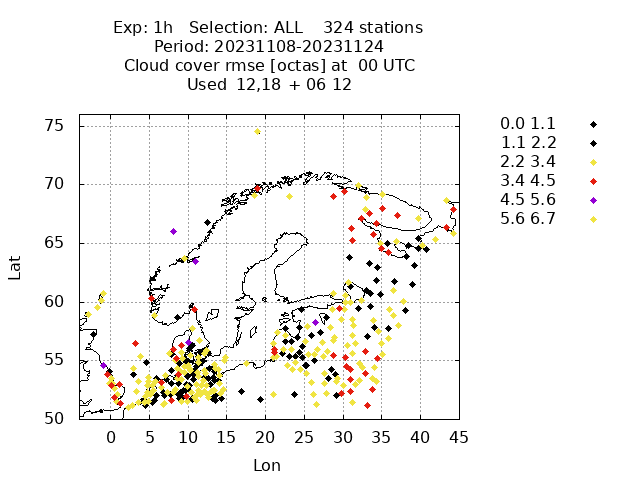 Exp: 1h   Selection: ALL    324 stations
Period: 20231108-20231124
Cloud cover rmse [octas] at  00 UTC
Used  12,18 + 06 12
75
70
65
60
55
50
Lat
0 5 10 15 20 25 30 35 40 45
Lon
0.0 1.1
1.1 2.2
2.2 3.4
3.4 4.5
4.5 5.6
5.6 6.7